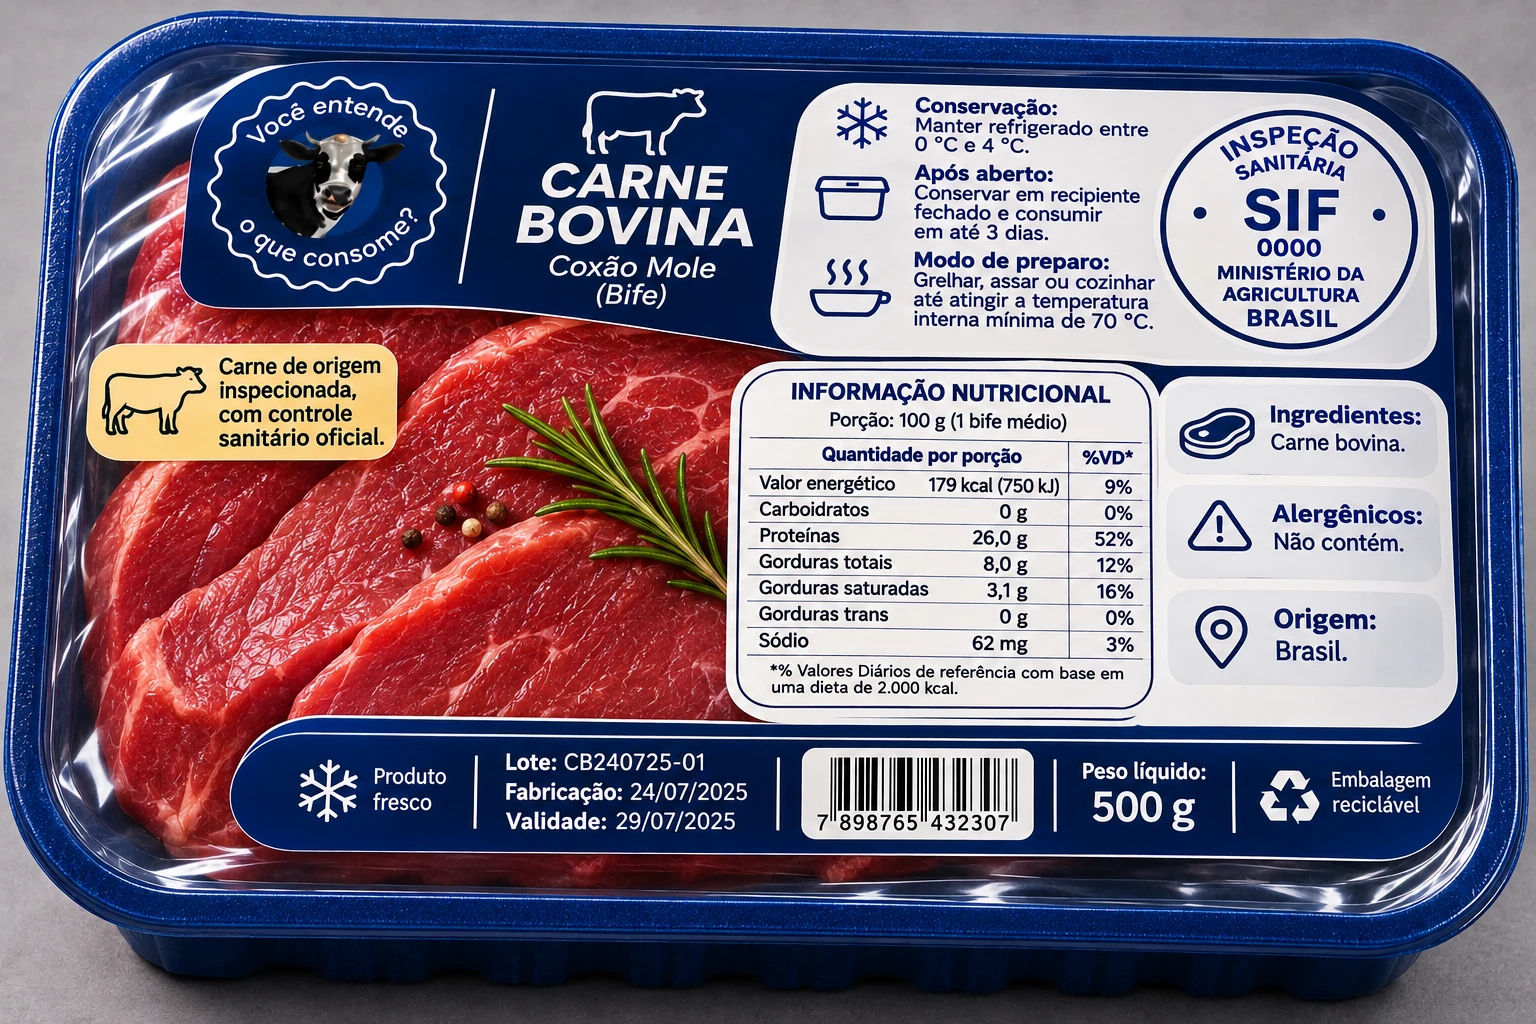 Você entende
o que consome?
CARNE
BOVINA
Coxão Mole
(Bife)
Conservação:
Manter refrigerado entre
0 °C e 4 °C.
Após aberto:
Conservar em recipiente
fechado e consumir
em até 3 dias.
Modo de preparo:
Grelhar, assar ou cozinhar
até atingir a temperatura
interna mínima de 70 °C.
INSPEÇÃO
SANITÁRIA
• SIF •
0000
MINISTÉRIO DA
AGRICULTURA
BRASIL
Carne de origem
inspecionada,
com controle
sanitário oficial.
INFORMAÇÃO NUTRICIONAL
Porção: 100 g (1 bife médio)
Quantidade por porção %VD*
Valor energético 179 kcal (750 kJ) 9%
Carboidratos 0 g 0%
Proteínas 26,0 g 52%
Gorduras totais 8,0 g 12%
Gorduras saturadas 3,1 g 16%
Gorduras trans 0 g 0%
Sódio 62 mg 3%
*% Valores Diários de referência com base em
uma dieta de 2.000 kcal.
Ingredientes:
Carne bovina.
Alergênicos:
Não contém.
Origem:
Brasil.
Produto
fresco
Lote: CB240725-01
Fabricação: 24/07/2025
Validade: 29/07/2025
7 898765 432307
Peso líquido:
500 g
Embalagem
reciclável